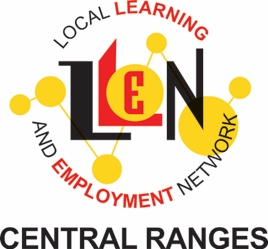 LOCAL LEARNING
LLEN
AND EMPLOYMENT NETWORK
CENTRAL RANGES